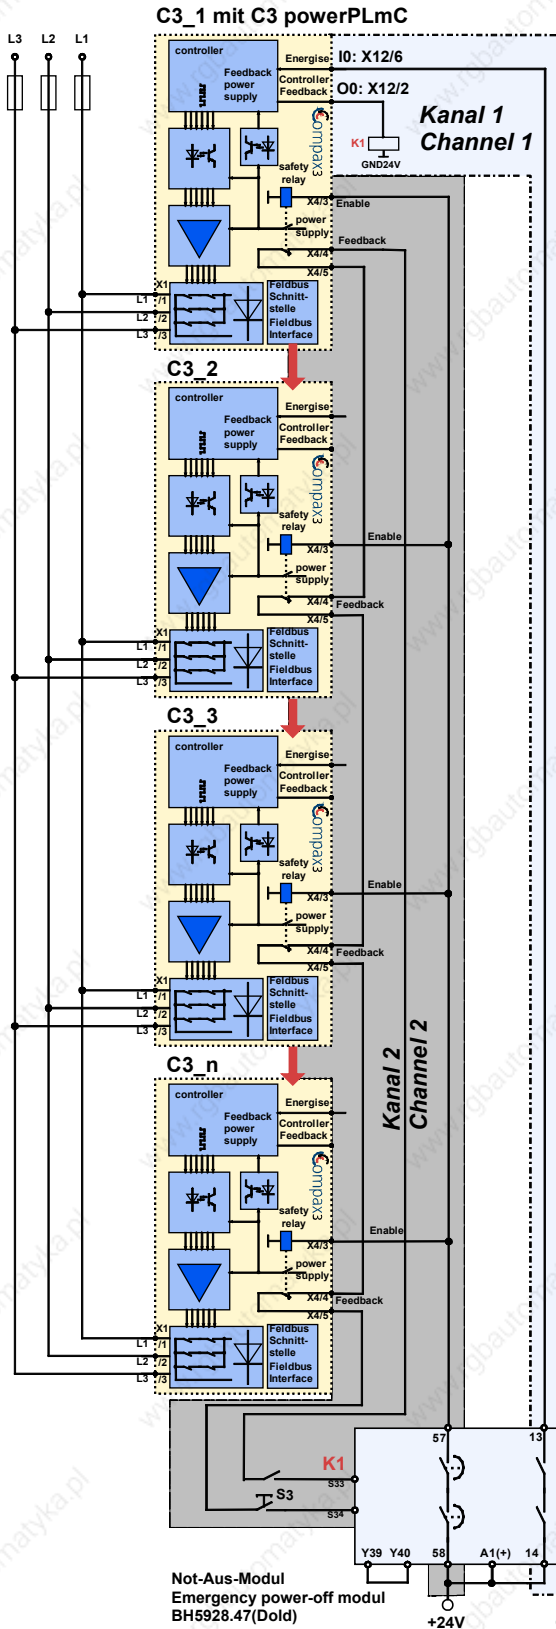 C3_1 mit C3 powerPLmC
L3 L2 L1
controller
Energise
I0: X12/6
Feedback
power
supply
Controller
Feedback
O0: X12/2
Kanal 1
Channel 1
K1
GND24V
Compax3
safety
relay
X4/3
Enable
power
supply
Feedback
X4/4
X4/5
X1
L1 /1
L2 /2
L3 /3
Feldbus
Schnitt-
stelle
Fieldbus
Interface
C3_2
controller
Energise
Feedback
power
supply
Controller
Feedback
Compax3
safety
relay
X4/3
Enable
power
supply
X4/4
Feedback
X4/5
X1
L1 /1
L2 /2
L3 /3
Feldbus
Schnitt-
stelle
Fieldbus
Interface
C3_3
controller
Energise
Feedback
power
supply
Controller
Feedback
Compax3
safety
relay
X4/3
Enable
power
supply
X4/4
Feedback
X4/5
X1
L1 /1
L2 /2
L3 /3
Feldbus
Schnitt-
stelle
Fieldbus
Interface
Kanal 2
Channel 2
C3_n
controller
Energise
Feedback
power
supply
Controller
Feedback
Compax3
safety
relay
X4/3
Enable
power
supply
X4/4
Feedback
X4/5
X1
L1 /1
L2 /2
L3 /3
Feldbus
Schnitt-
stelle
Fieldbus
Interface
57
13
K1
S33
S3
S34
Y39 Y40 58 A1(+) 14
Not-Aus-Modul
Emergency power-off modul
BH5928.47(Dold)
+24V
www.rgbautomatyka.pl